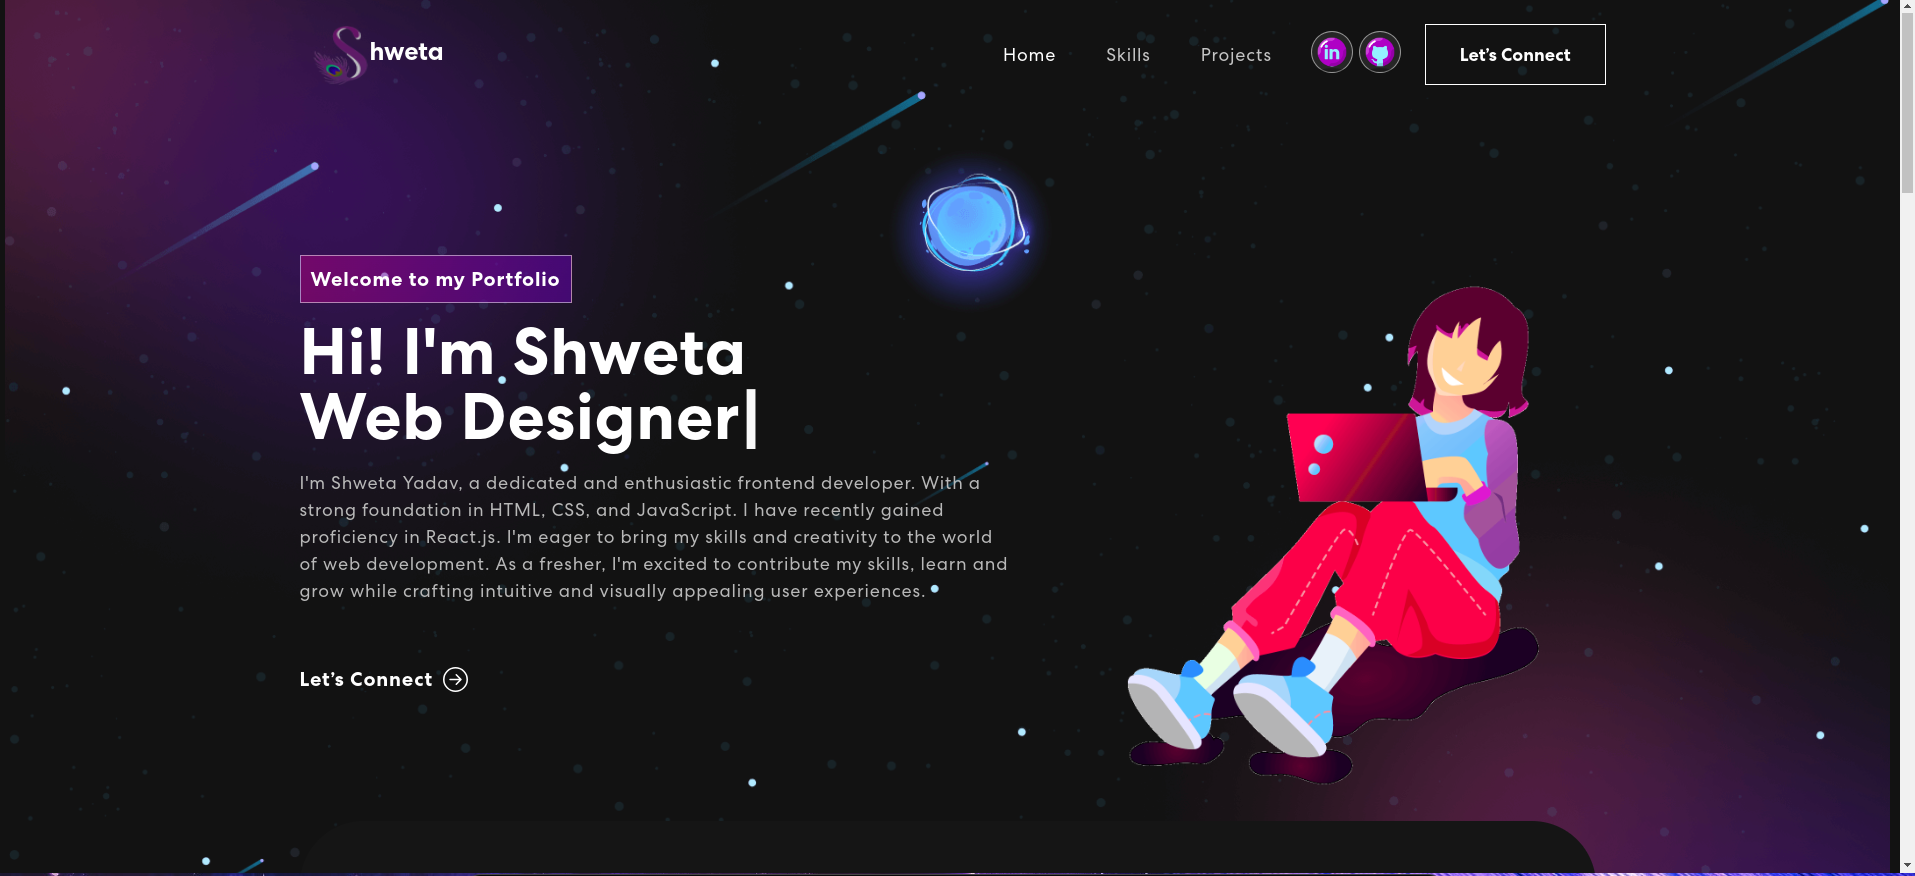 Shweta
Home
Skills
Projects
in
Let's Connect
Welcome to my Portfolio
Hi! I'm Shweta
Web Designer|
I'm Shweta Yadav, a dedicated and enthusiastic frontend developer. With a
strong foundation in HTML, CSS, and JavaScript. I have recently gained
proficiency in React.js. I'm eager to bring my skills and creativity to the world
of web development. As a fresher, I'm excited to contribute my skills, learn and
grow while crafting intuitive and visually appealing user experiences.
Let’s Connect